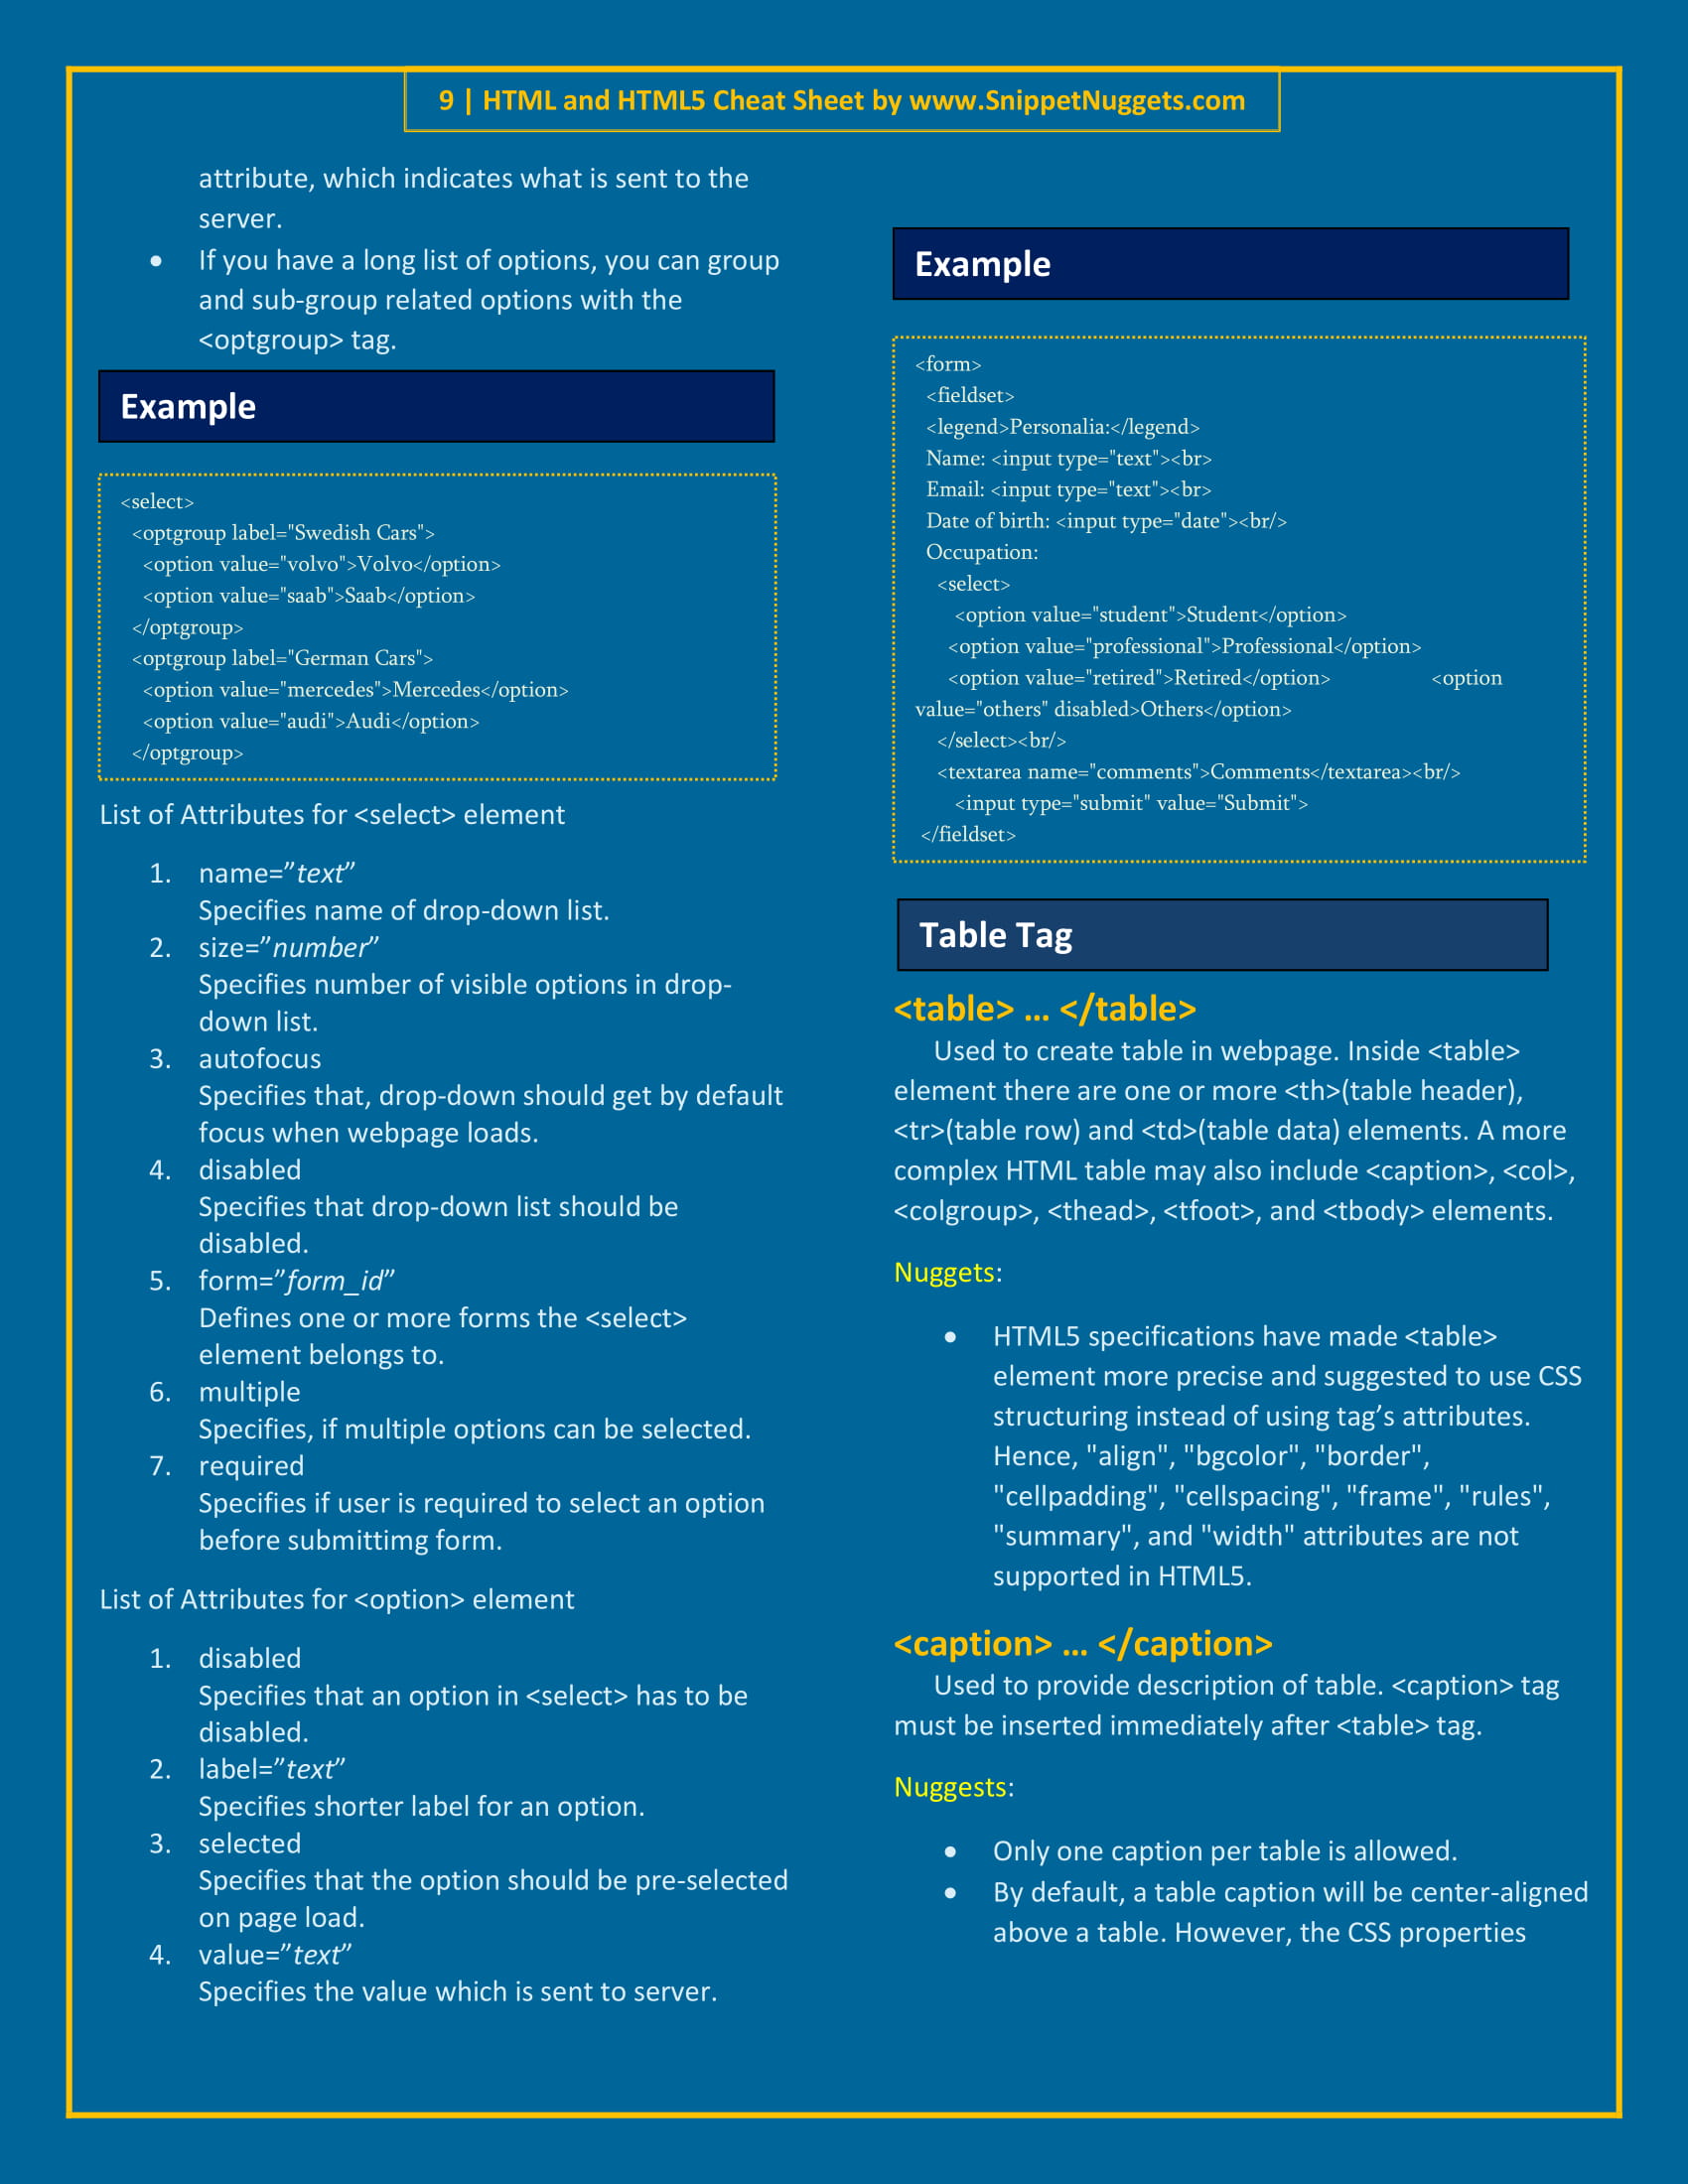 9 | HTML and HTML5 Cheat Sheet by www.SnippetNuggets.com
attribute, which indicates what is sent to the
server.
• If you have a long list of options, you can group
and sub-group related options with the
<optgroup> tag.
Example
<select>
<optgroup label="Swedish Cars">
<option value="volvo">Volvo</option>
<option value="saab">Saab</option>
</optgroup>
<optgroup label="German Cars">
<option value="mercedes">Mercedes</option>
<option value="audi">Audi</option>
</optgroup>
List of Attributes for <select> element
1. name=”text”
Specifies name of drop-down list.
2. size=”number”
Specifies number of visible options in drop-
down list.
3. autofocus
Specifies that, drop-down should get by default
focus when webpage loads.
4. disabled
Specifies that drop-down list should be
disabled.
5. form=”form_id”
Defines one or more forms the <select>
element belongs to.
6. multiple
Specifies, if multiple options can be selected.
7. required
Specifies if user is required to select an option
before submittimg form.
List of Attributes for <option> element
1. disabled
Specifies that an option in <select> has to be
disabled.
2. label=”text”
Specifies shorter label for an option.
3. selected
Specifies that the option should be pre-selected
on page load.
4. value=”text”
Specifies the value which is sent to server.
Example
<form>
<fieldset>
<legend>Personalia:</legend>
Name: <input type="text"><br>
Email: <input type="text"><br>
Date of birth: <input type="date"><br/>
Occupation:
<select>
<option value="student">Student</option>
<option value="professional">Professional</option>
<option value="retired">Retired</option> <option
value="others" disabled>Others</option>
</select><br/>
<textarea name="comments">Comments</textarea><br/>
<input type="submit" value="Submit">
</fieldset>
Table Tag
<table> ... </table>
Used to create table in webpage. Inside <table>
element there are one or more <th>(table header),
<tr>(table row) and <td>(table data) elements. A more
complex HTML table may also include <caption>, <col>,
<colgroup>, <thead>, <tfoot>, and <tbody> elements.
Nuggets:
• HTML5 specifications have made <table>
element more precise and suggested to use CSS
structuring instead of using tag’s attributes.
Hence, "align", "bgcolor", "border",
"cellpadding", "cellspacing", "frame", "rules",
"summary", and "width" attributes are not
supported in HTML5.
<caption> ... </caption>
Used to provide description of table. <caption> tag
must be inserted immediately after <table> tag.
Nuggests:
• Only one caption per table is allowed.
• By default, a table caption will be center-aligned
above a table. However, the CSS properties